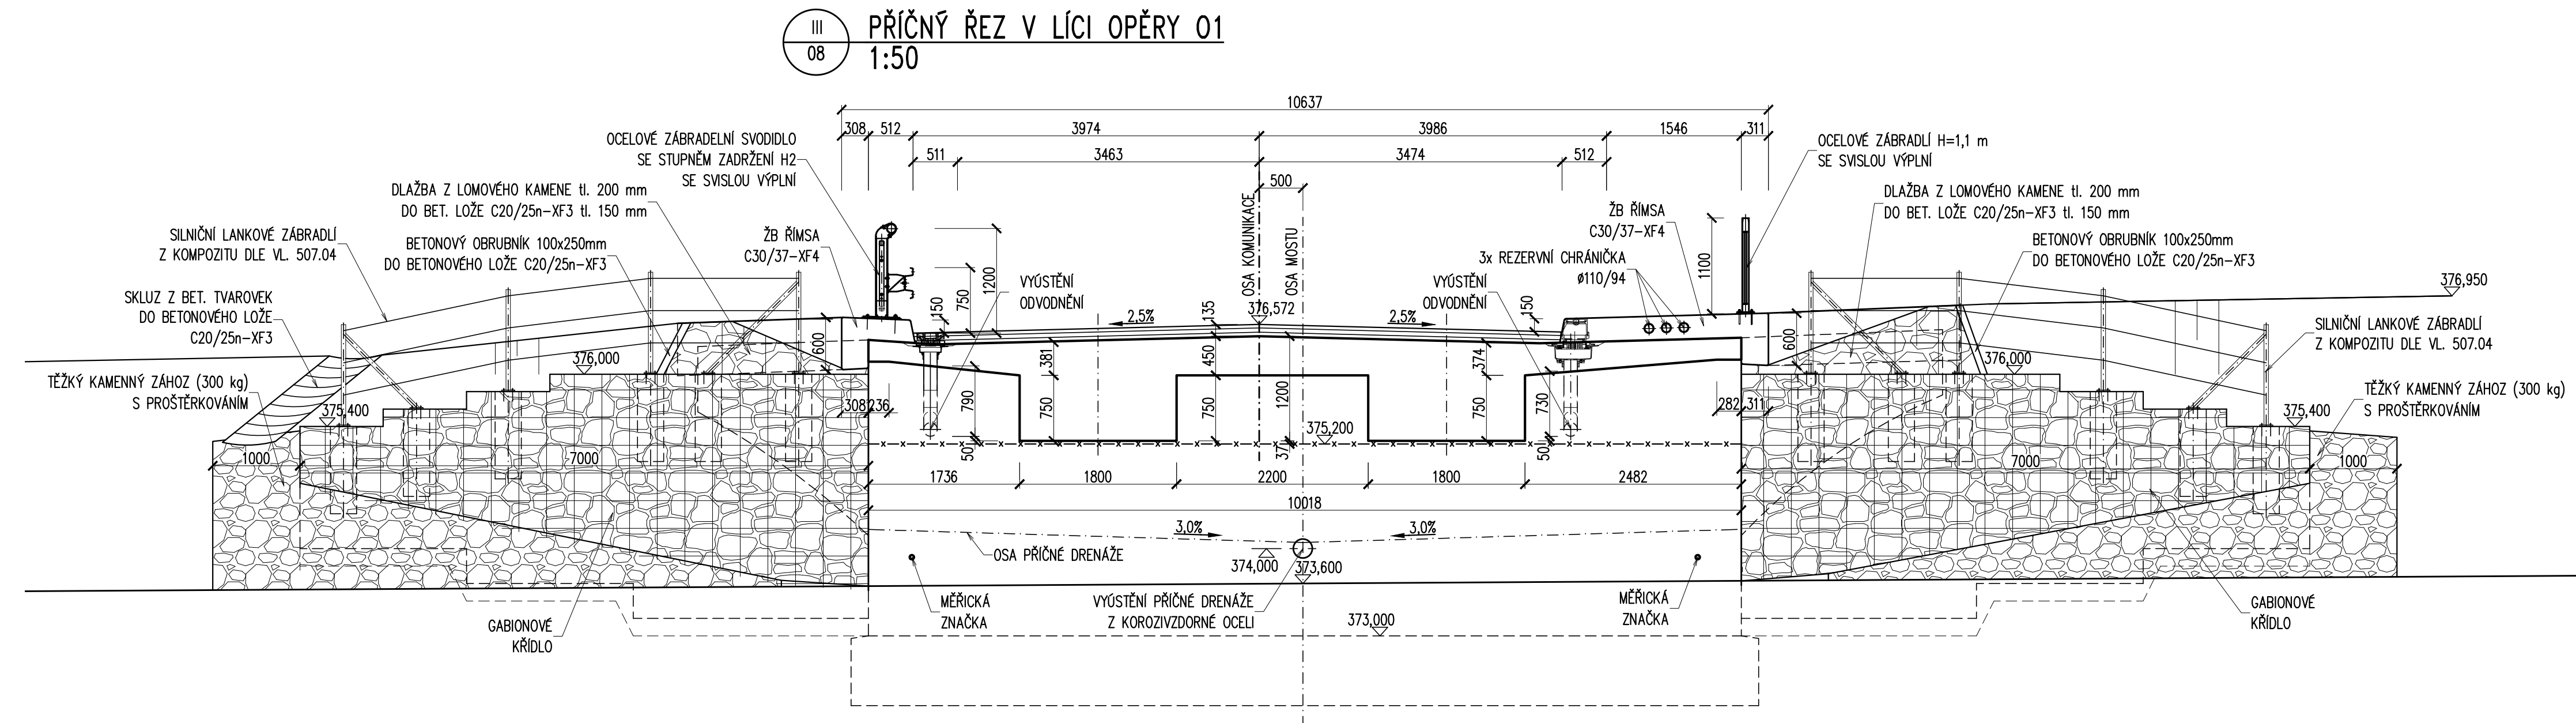 III
08
PŘÍČNÝ ŘEZ V LÍCI OPĚRY O1
1:50
10637
308 512 3974 3986 1546 311
511 3463 3474 512
500
OCELOVÉ ZÁBRADELNÍ SVODIDLO
SE STUPNĚM ZADRŽENÍ H2
SE SVISLOU VÝPLNÍ
DLAŽBA Z LOMOVÉHO KAMENE tl. 200 mm
DO BET. LOŽE C20/25n-XF3 tl. 150 mm
SILNIČNÍ LANKOVÉ ZÁBRADLÍ
Z KOMPOZITU DLE VL. 507.04
BETONOVÝ OBRUBNÍK 100x250mm
DO BETONOVÉHO LOŽE C20/25n-XF3
ŽB ŘÍMSA
C30/37-XF4
SKLUZ Z BET. TVAROVEK
DO BETONOVÉHO LOŽE
C20/25n-XF3
TĚŽKÝ KAMENNÝ ZÁHOZ (300 kg)
S PROŠTĚRKOVÁNÍM
376,000
375,400
600
150
750
1200
VYÚSTĚNÍ
ODVODNĚNÍ
2,5%
135
OSA KOMUNIKACE
OSA MOSTU
376,572
2,5%
VYÚSTĚNÍ
ODVODNĚNÍ
150
3x REZERVNÍ CHRÁNIČKA
ø110/94
ŽB ŘÍMSA
C30/37-XF4
1100
OCELOVÉ ZÁBRADLÍ H=1,1 m
SE SVISLOU VÝPLNÍ
DLAŽBA Z LOMOVÉHO KAMENE tl. 200 mm
DO BET. LOŽE C20/25n-XF3 tl. 150 mm
BETONOVÝ OBRUBNÍK 100x250mm
DO BETONOVÉHO LOŽE C20/25n-XF3
376,950
SILNIČNÍ LANKOVÉ ZÁBRADLÍ
Z KOMPOZITU DLE VL. 507.04
600
376,000
TĚŽKÝ KAMENNÝ ZÁHOZ (300 kg)
S PROŠTĚRKOVÁNÍM
375,400
381
450
374
308 236
790
750
750
1200
750
730
282 311
50
37
50
375,200
1000
7000
7000
1000
1736 1800 2200 1800 2482
10018
3,0%
3,0%
OSA PŘÍČNÉ DRENÁŽE
374,000
373,600
MĚŘICKÁ
ZNAČKA
VYÚSTĚNÍ PŘÍČNÉ DRENÁŽE
Z KOROZIVZDORNÉ OCELI
373,000
MĚŘICKÁ
ZNAČKA
GABIONOVÉ
KŘÍDLO
GABIONOVÉ
KŘÍDLO